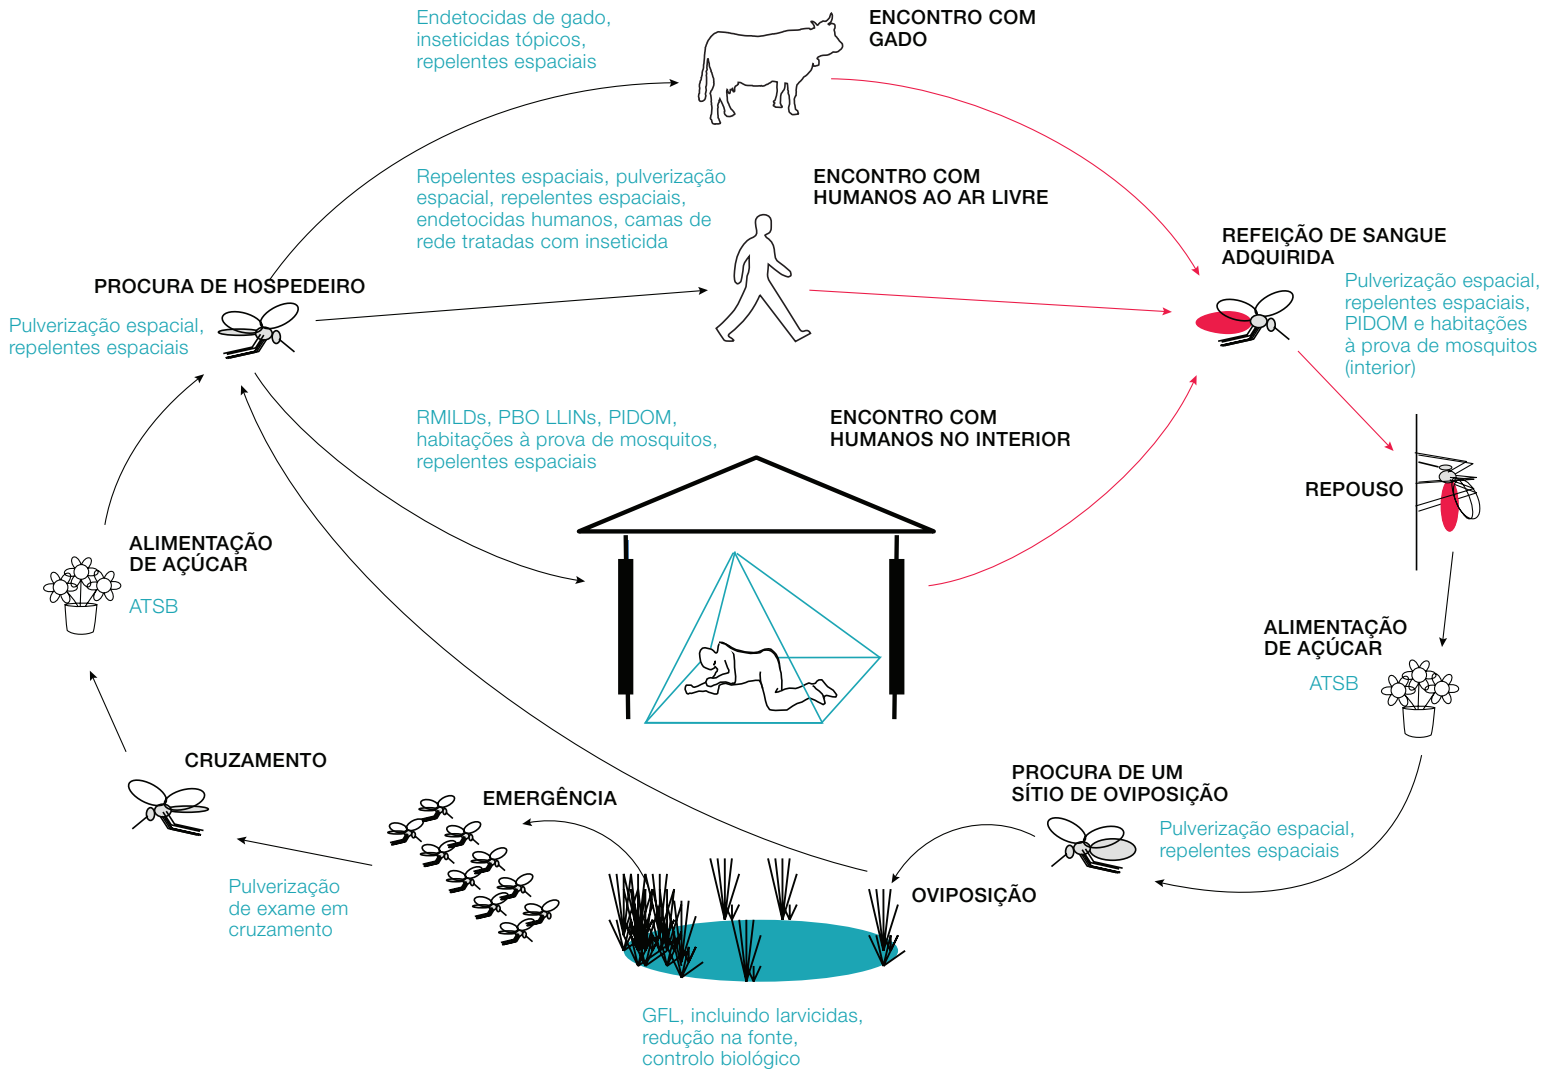 Endetocidas de gado,
inseticidas tópicos,
repelentes espaciais
ENCONTRO COM
GADO
Repelentes espaciais, pulverização
espacial, repelentes espaciais,
endetocidas humanos, camas de
rede tratadas com inseticida
ENCONTRO COM
HUMANOS AO AR LIVRE
REFEIÇÃO DE SANGUE
ADQUIRIDA
Pulverização espacial,
repelentes espaciais,
PIDOM e habitações
à prova de mosquitos
(interior)
PROCURA DE HOSPEDEIRO
Pulverização espacial,
repelentes espaciais
RMILDs, PBO LLINs, PIDOM,
habitações à prova de mosquitos,
repelentes espaciais
ENCONTRO COM
HUMANOS NO INTERIOR
REPOUSO
ALIMENTAÇÃO
DE AÇÚCAR
ATSB
ALIMENTAÇÃO
DE AÇÚCAR
ATSB
CRUZAMENTO
EMERGÊNCIA
PROCURA DE UM
SÍTIO DE OVIPOSIÇÃO
Pulverização espacial,
repelentes espaciais
Pulverização
de exame em
cruzamento
OVIPOSIÇÃO
GFL, incluindo larvicidas,
redução na fonte,
controlo biológico